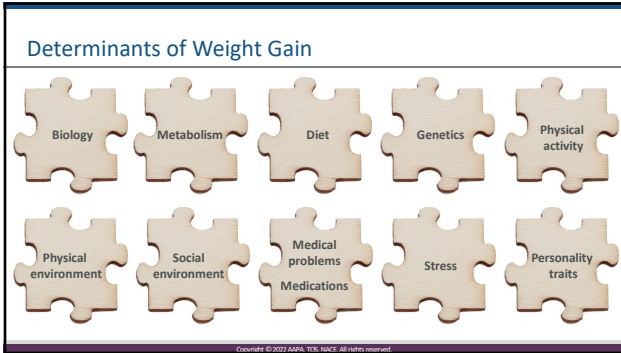 Determinants of Weight Gain
Biology
Metabolism
Diet
Genetics
Physical
activity
Physical
environment
Social
environment
Medical
problems
Medications
Stress
Personality
traits
Copyright © 2022 AAPA, TOS, NACE. All rights reserved.